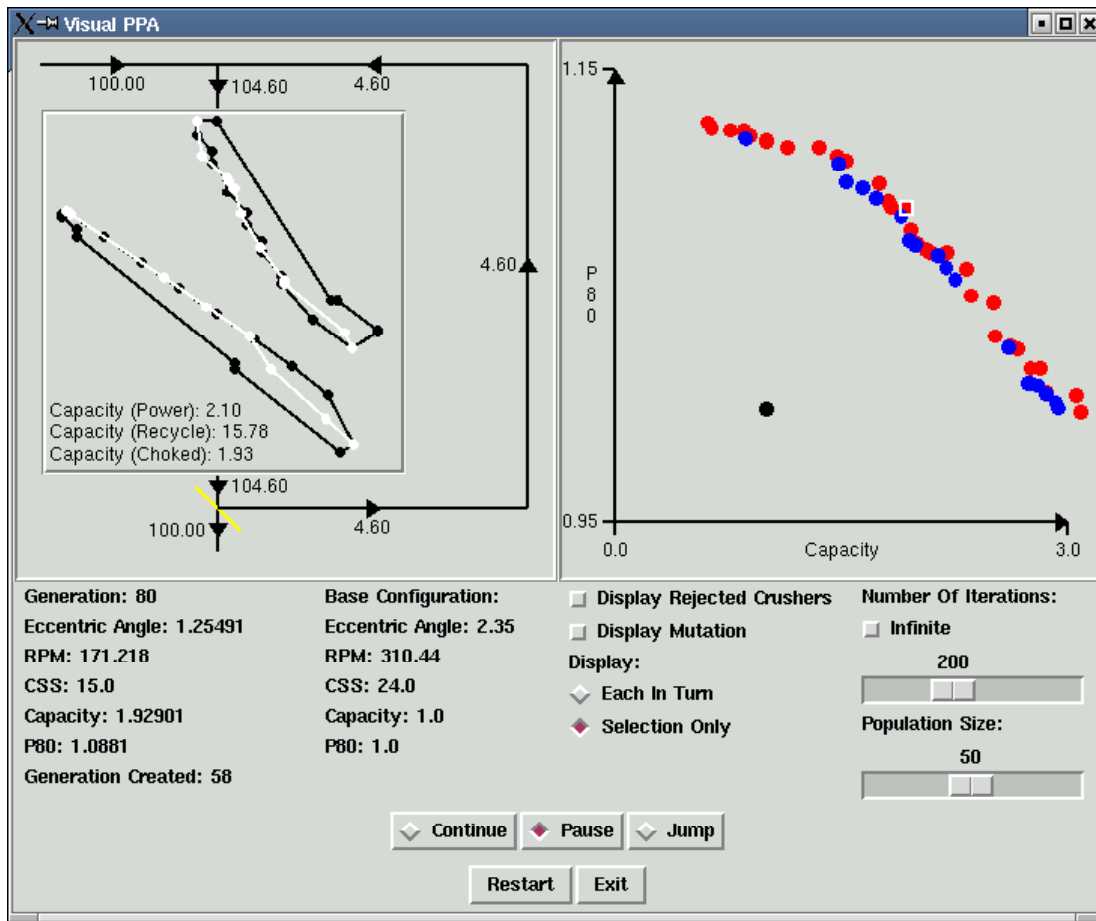 Visual PPA
100.00
104.60
4.60
4.60
Capacity (Power): 2.10
Capacity (Recycle): 15.78
Capacity (Choked): 1.93
104.60
100.00
4.60
1.15
P
8
0
0.95
0.0
Capacity
3.0
Generation: 80
Eccentric Angle: 1.25491
RPM: 171.218
CSS: 15.0
Capacity: 1.92901
P80: 1.0881
Generation Created: 58
Base Configuration:
Eccentric Angle: 2.35
RPM: 310.44
CSS: 24.0
Capacity: 1.0
P80: 1.0
Display Rejected Crushers
Display Mutation
Display:
Each In Turn
Selection Only
Number Of Iterations:
Infinite
200
Population Size:
50
Continue
Pause
Jump
Restart
Exit